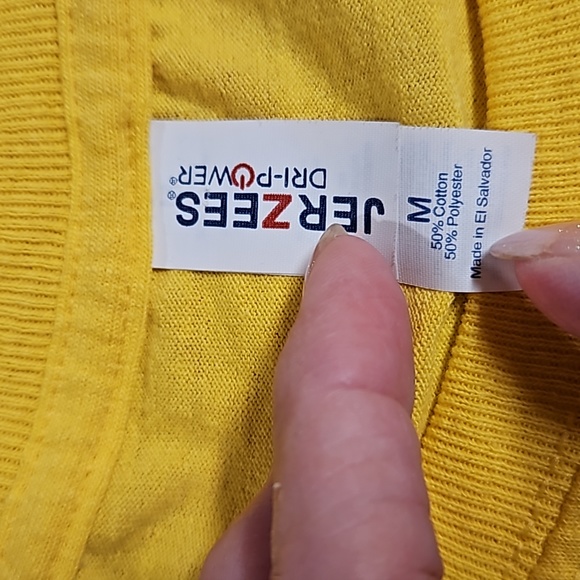 JERZEES®
DRI-POWER®
M
50% Cotton
50% Polyester
Made in El Salvador